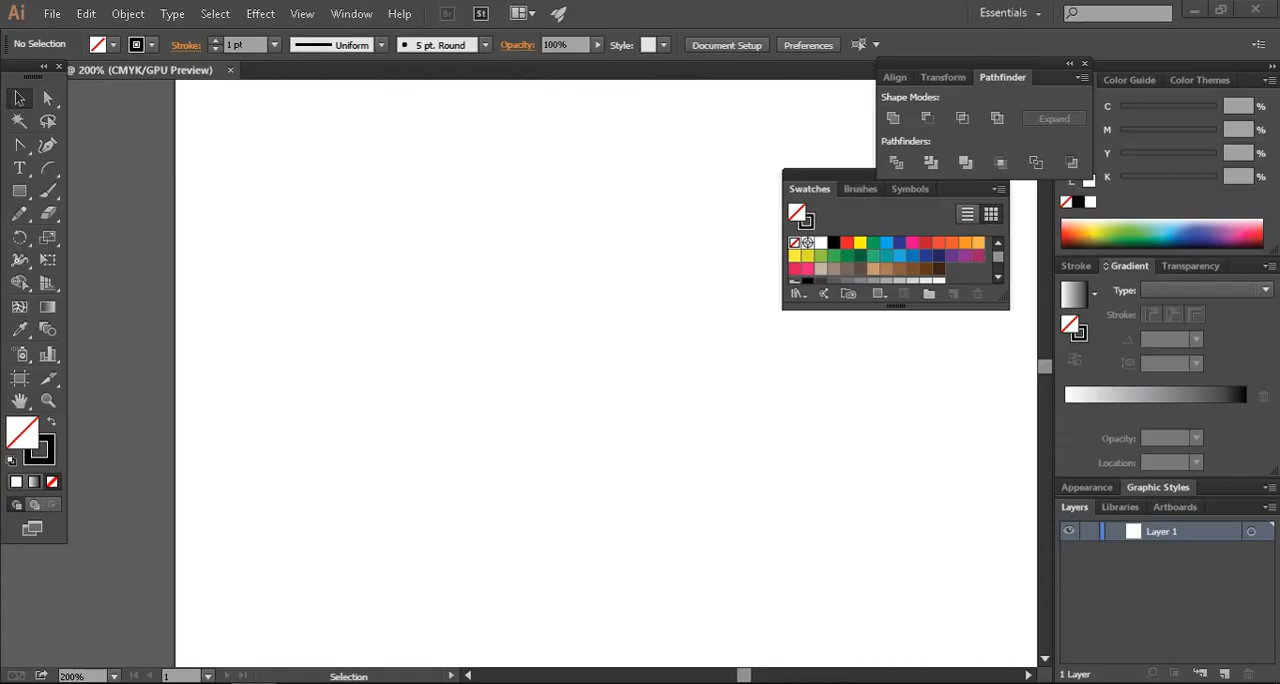 Ai File Edit Object Type Select Effect View Window Help Br St Essentials
No Selection Stroke: 1 pt Uniform 5 pt. Round Opacity: 100% Style: Document Setup Preferences
@ 200% (CMYK/GPU Preview)
Align Transform Pathfinder
Shape Modes:
Expand
Pathfinders:
Color Guide Color Themes
C %
M %
Y %
K %
Swatches Brushes Symbols
Stroke Gradient Transparency
Type:
Stroke:
Opacity:
Location:
Appearance Graphic Styles
Layers Libraries Artboards
Layer 1
1 Layer
200% 1 Selection